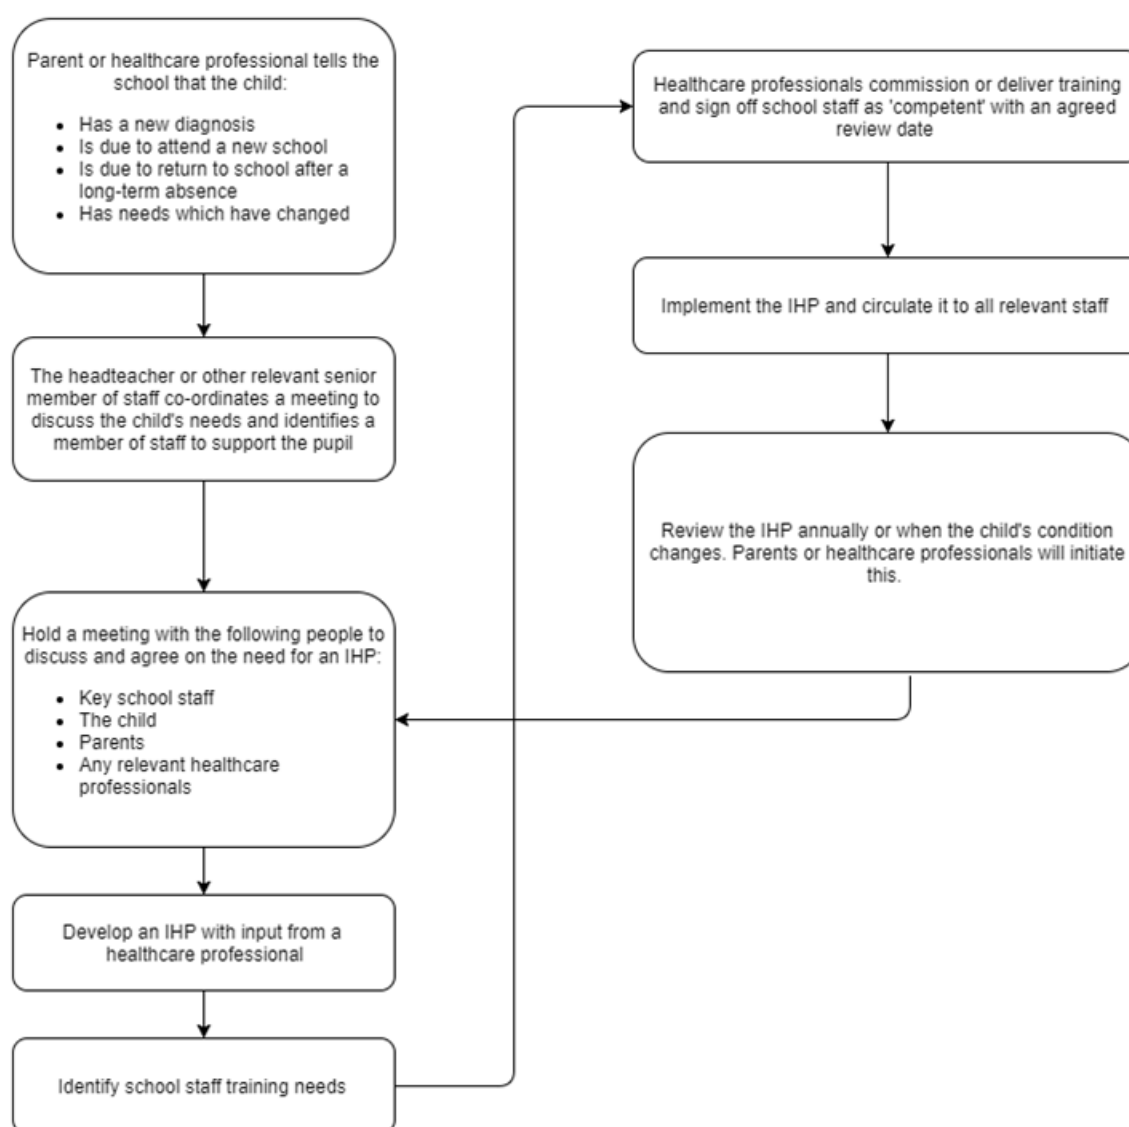 Parent or healthcare professional tells the
school that the child:
• Has a new diagnosis
• Is due to attend a new school
• Is due to return to school after a
long-term absence
• Has needs which have changed
The headteacher or other relevant senior
member of staff co-ordinates a meeting to
discuss the child's needs and identifies a
member of staff to support the pupil
Hold a meeting with the following people to
discuss and agree on the need for an IHP:
• Key school staff
• The child
• Parents
• Any relevant healthcare
professionals
Develop an IHP with input from a
healthcare professional
Identify school staff training needs
Healthcare professionals commission or deliver training
and sign off school staff as 'competent' with an agreed
review date
Implement the IHP and circulate it to all relevant staff
Review the IHP annually or when the child's condition
changes. Parents or healthcare professionals will initiate
this.